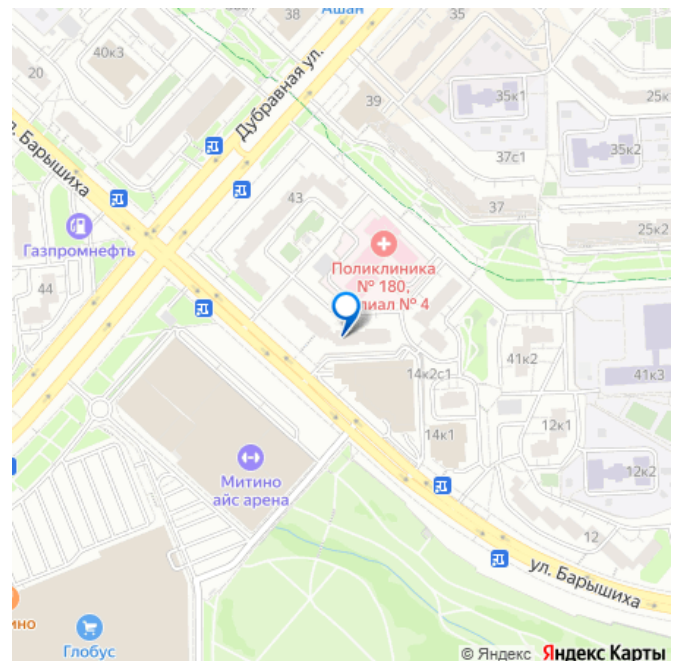 Ашан
38
35
40к3
20
Дубравная ул.
39
35к1
25к
л. Барышиха
35к2
37с1
43
37
25к2
Газпромнефть
Поликлиника
№ 180,
лиал № 4
44
41к2
14к2с1
41к3
12к1
14к1
Митино
айс арена
12к2
12
ул. Барышиха
ино
Глобус
© Яндекс Яндекс Карты